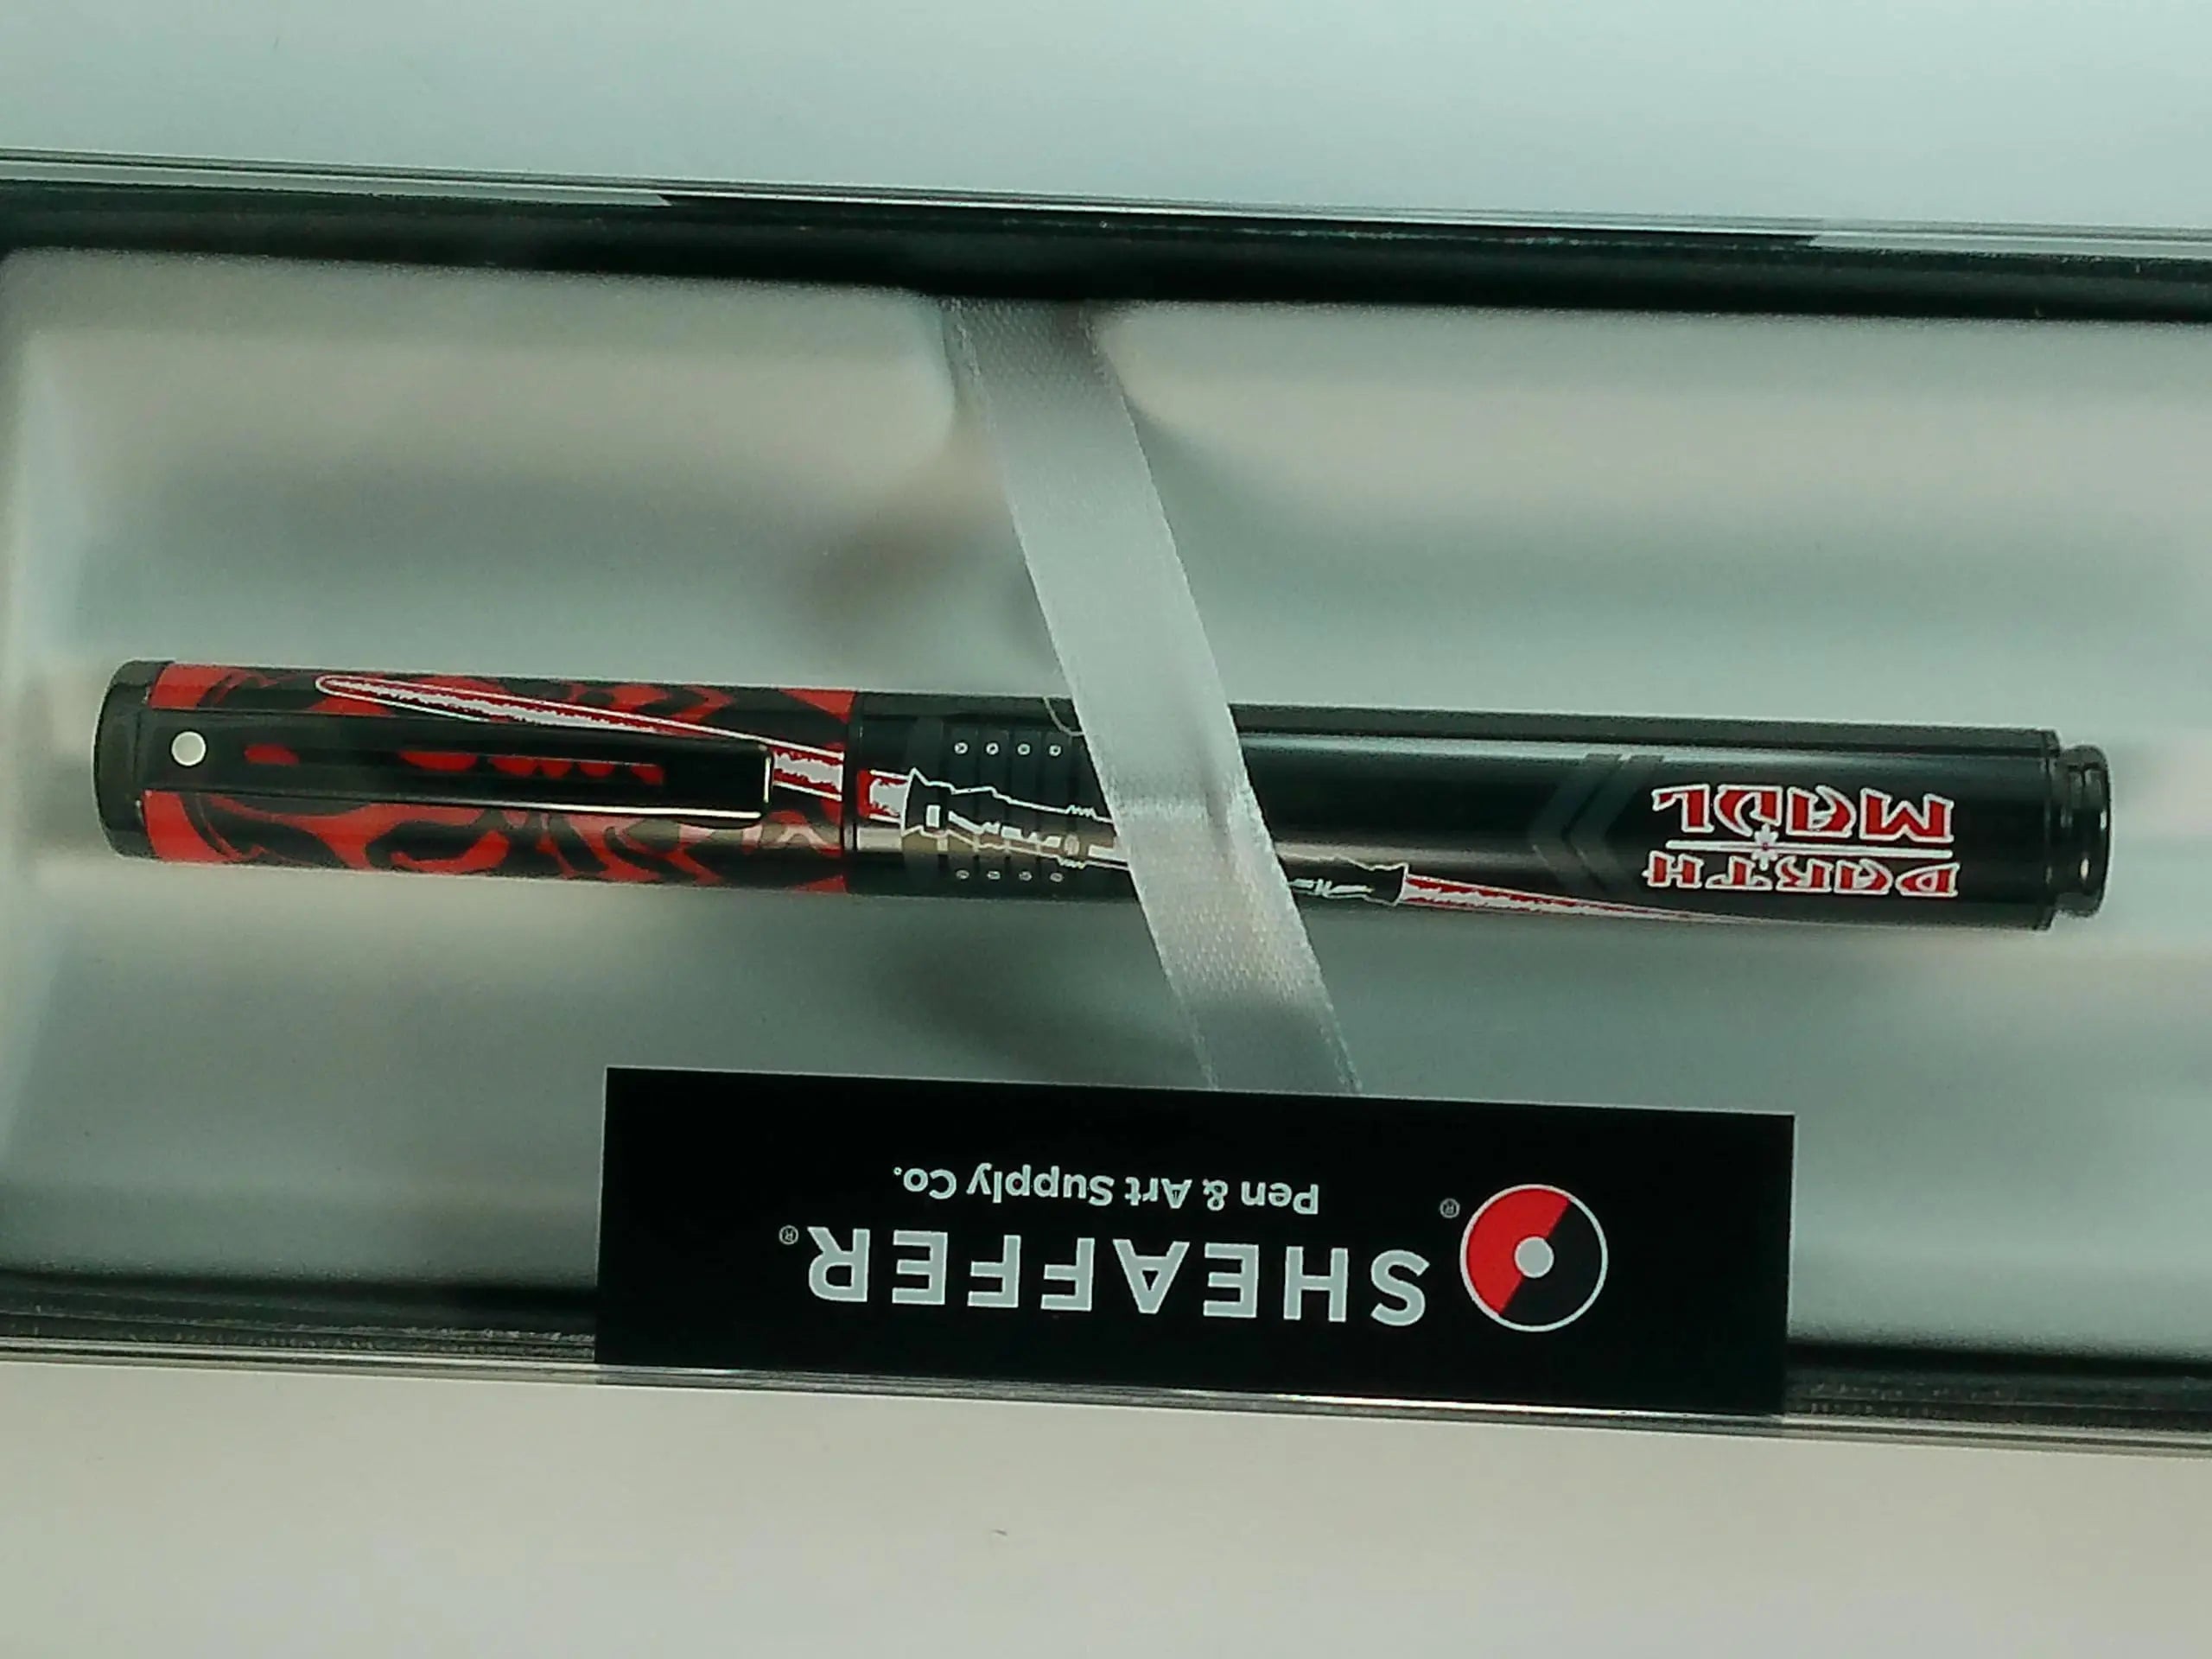 DARTH
MAUL
SHEAFFER®
Pen & Art Supply Co.
®